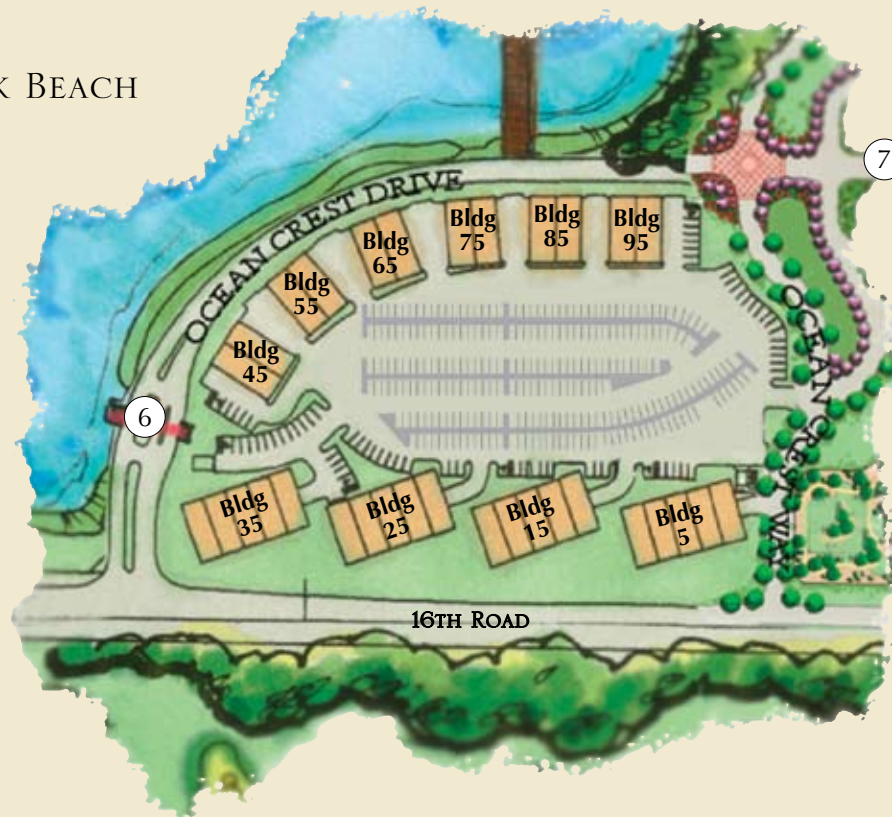 K BEACH
7
OCEAN CREST DRIVE
Bldg
75
Bldg
85
Bldg
95
Bldg
65
Bldg
55
Bldg
45
OCEAN CREST WAY
6
Bldg
35
Bldg
25
Bldg
15
Bldg
5
16TH ROAD